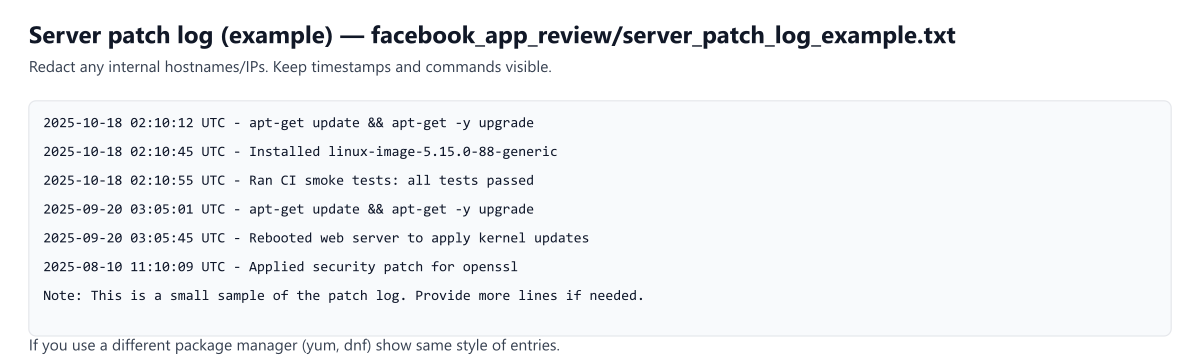 Server patch log (example) — facebook_app_review/server_patch_log_example.txt
Redact any internal hostnames/IPs. Keep timestamps and commands visible.
2025-10-18 02:10:12 UTC - apt-get update && apt-get -y upgrade
2025-10-18 02:10:45 UTC - Installed linux-image-5.15.0-88-generic
2025-10-18 02:10:55 UTC - Ran CI smoke tests: all tests passed
2025-09-20 03:05:01 UTC - apt-get update && apt-get -y upgrade
2025-09-20 03:05:45 UTC - Rebooted web server to apply kernel updates
2025-08-10 11:10:09 UTC - Applied security patch for openssl
Note: This is a small sample of the patch log. Provide more lines if needed.
If you use a different package manager (yum, dnf) show same style of entries.